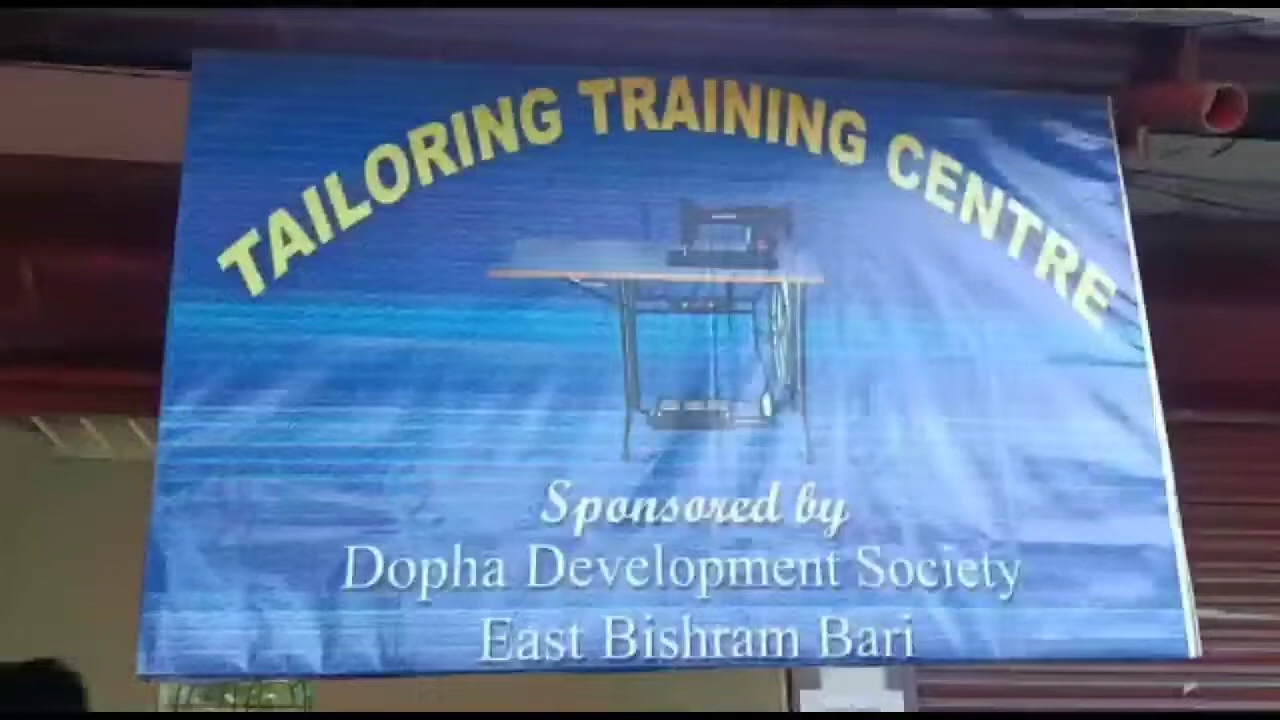 TAILORING TRAINING CENTRE
Sponsored by
Dopha Development Society
East Bishram Bari